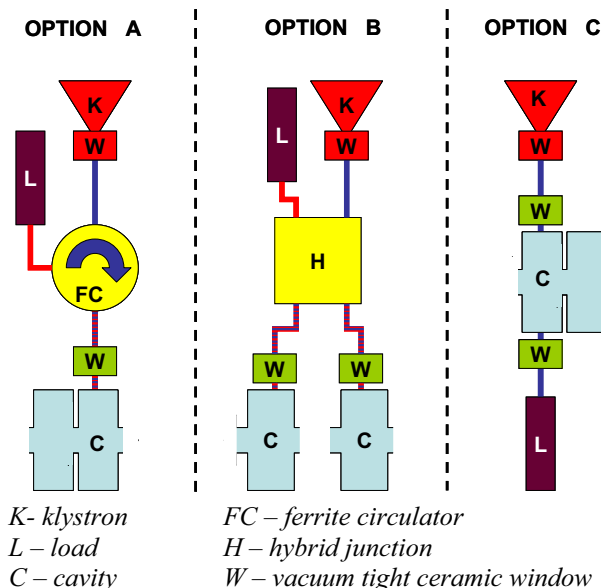 OPTION A
OPTION B
OPTION C
K
W
L
FC
W
C
K
L
W
H
W
W
C
C
K
W
W
C
W
L
K- klystron
FC – ferrite circulator
L – load
H – hybrid junction
C – cavity
W – vacuum tight ceramic window